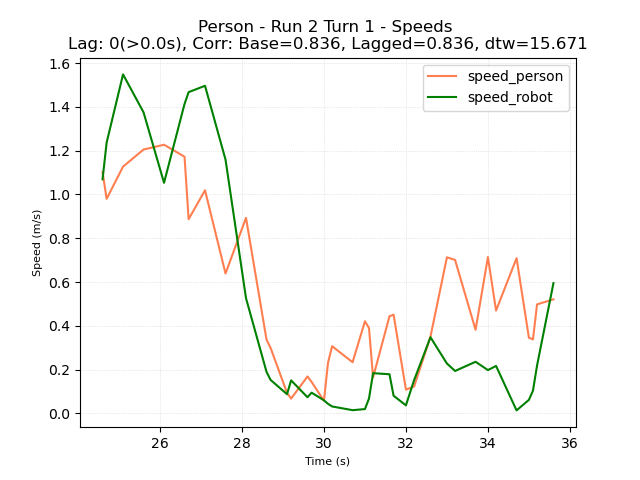 Person - Run 2 Turn 1 - Speeds
Lag: 0(>0.0s), Corr: Base=0.836, Lagged=0.836, dtw=15.671
speed_person
speed_robot
1.6
1.4
1.2
1.0
0.8
0.6
0.4
0.2
0.0
Speed (m/s)
26 28 30 32 34 36
Time (s)